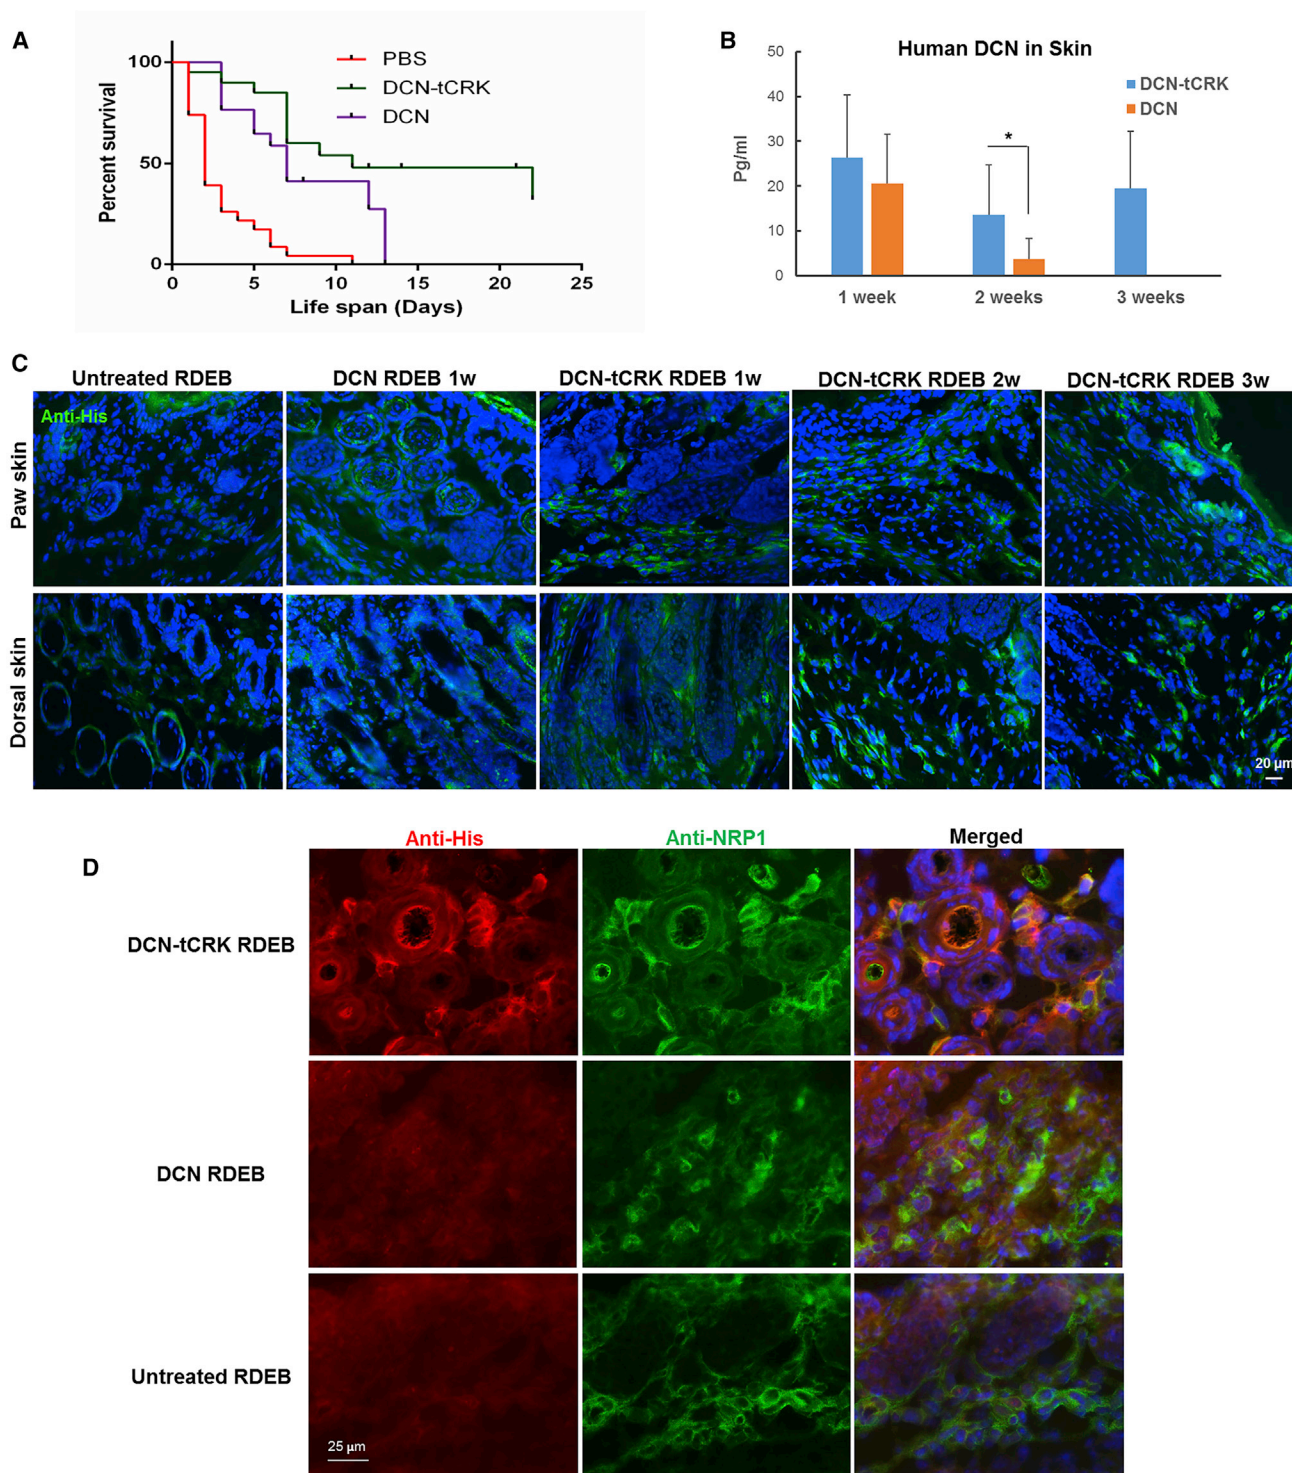 A
100
50
0
Percent survival
PBS
DCN-tCRK
DCN
0 5 10 15 20 25
Life span (Days)
B
Human DCN in Skin
50
40
30
20
10
0
Pg/ml
DCN-tCRK
DCN
*
1 week 2 weeks 3 weeks
C
Untreated RDEB DCN RDEB 1w DCN-tCRK RDEB 1w DCN-tCRK RDEB 2w DCN-tCRK RDEB 3w
Anti-His
Paw skin
Dorsal skin
20 µm
D
Anti-His Anti-NRP1 Merged
DCN-tCRK RDEB
DCN RDEB
Untreated RDEB
25 µm